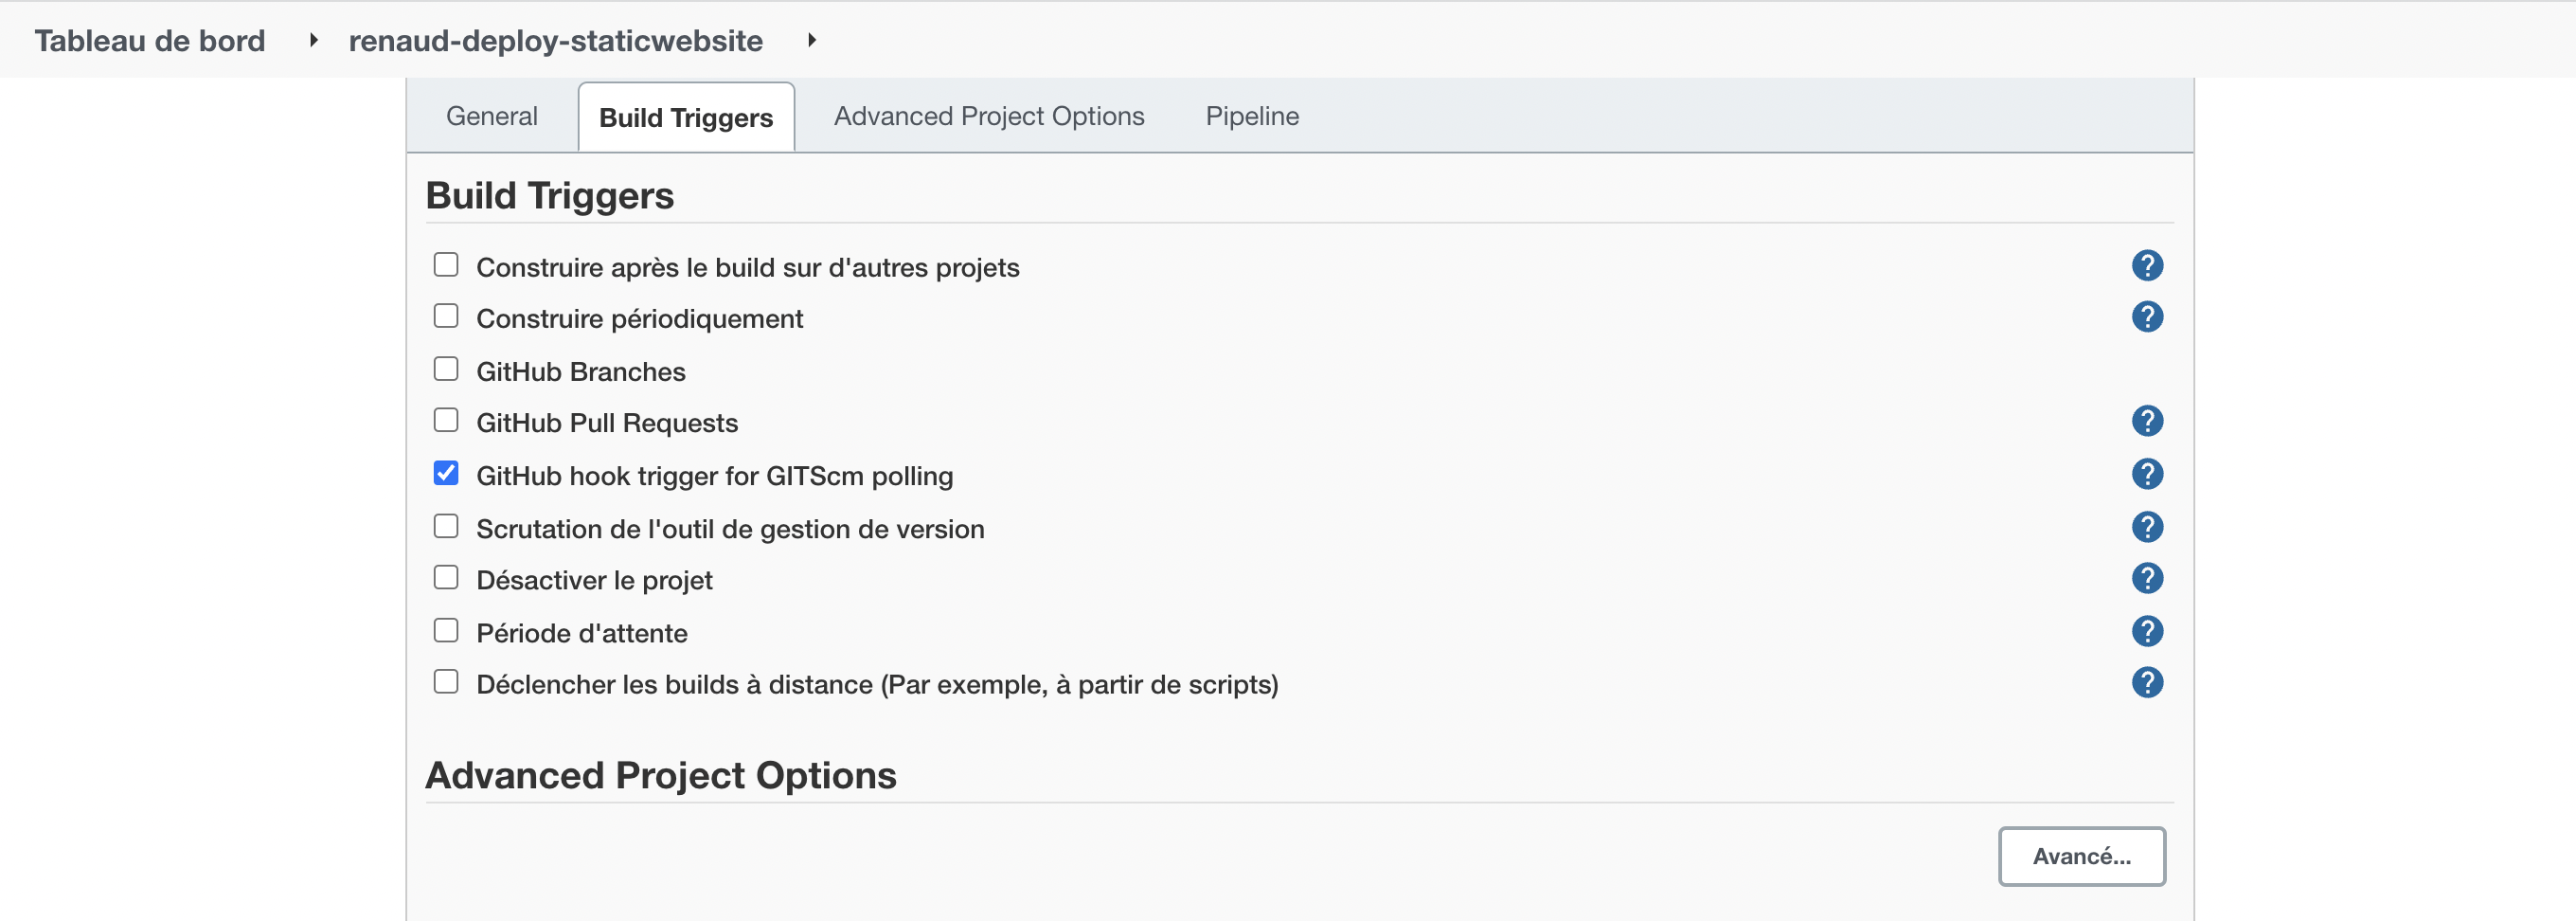 Tableau de bord renaud-deploy-staticwebsite
General Build Triggers Advanced Project Options Pipeline
Build Triggers
Construire après le build sur d'autres projets ?
Construire périodiquement ?
GitHub Branches
GitHub Pull Requests ?
GitHub hook trigger for GITScm polling ?
Scrutation de l'outil de gestion de version ?
Désactiver le projet ?
Période d'attente ?
Déclencher les builds à distance (Par exemple, à partir de scripts) ?
Advanced Project Options
Avancé...